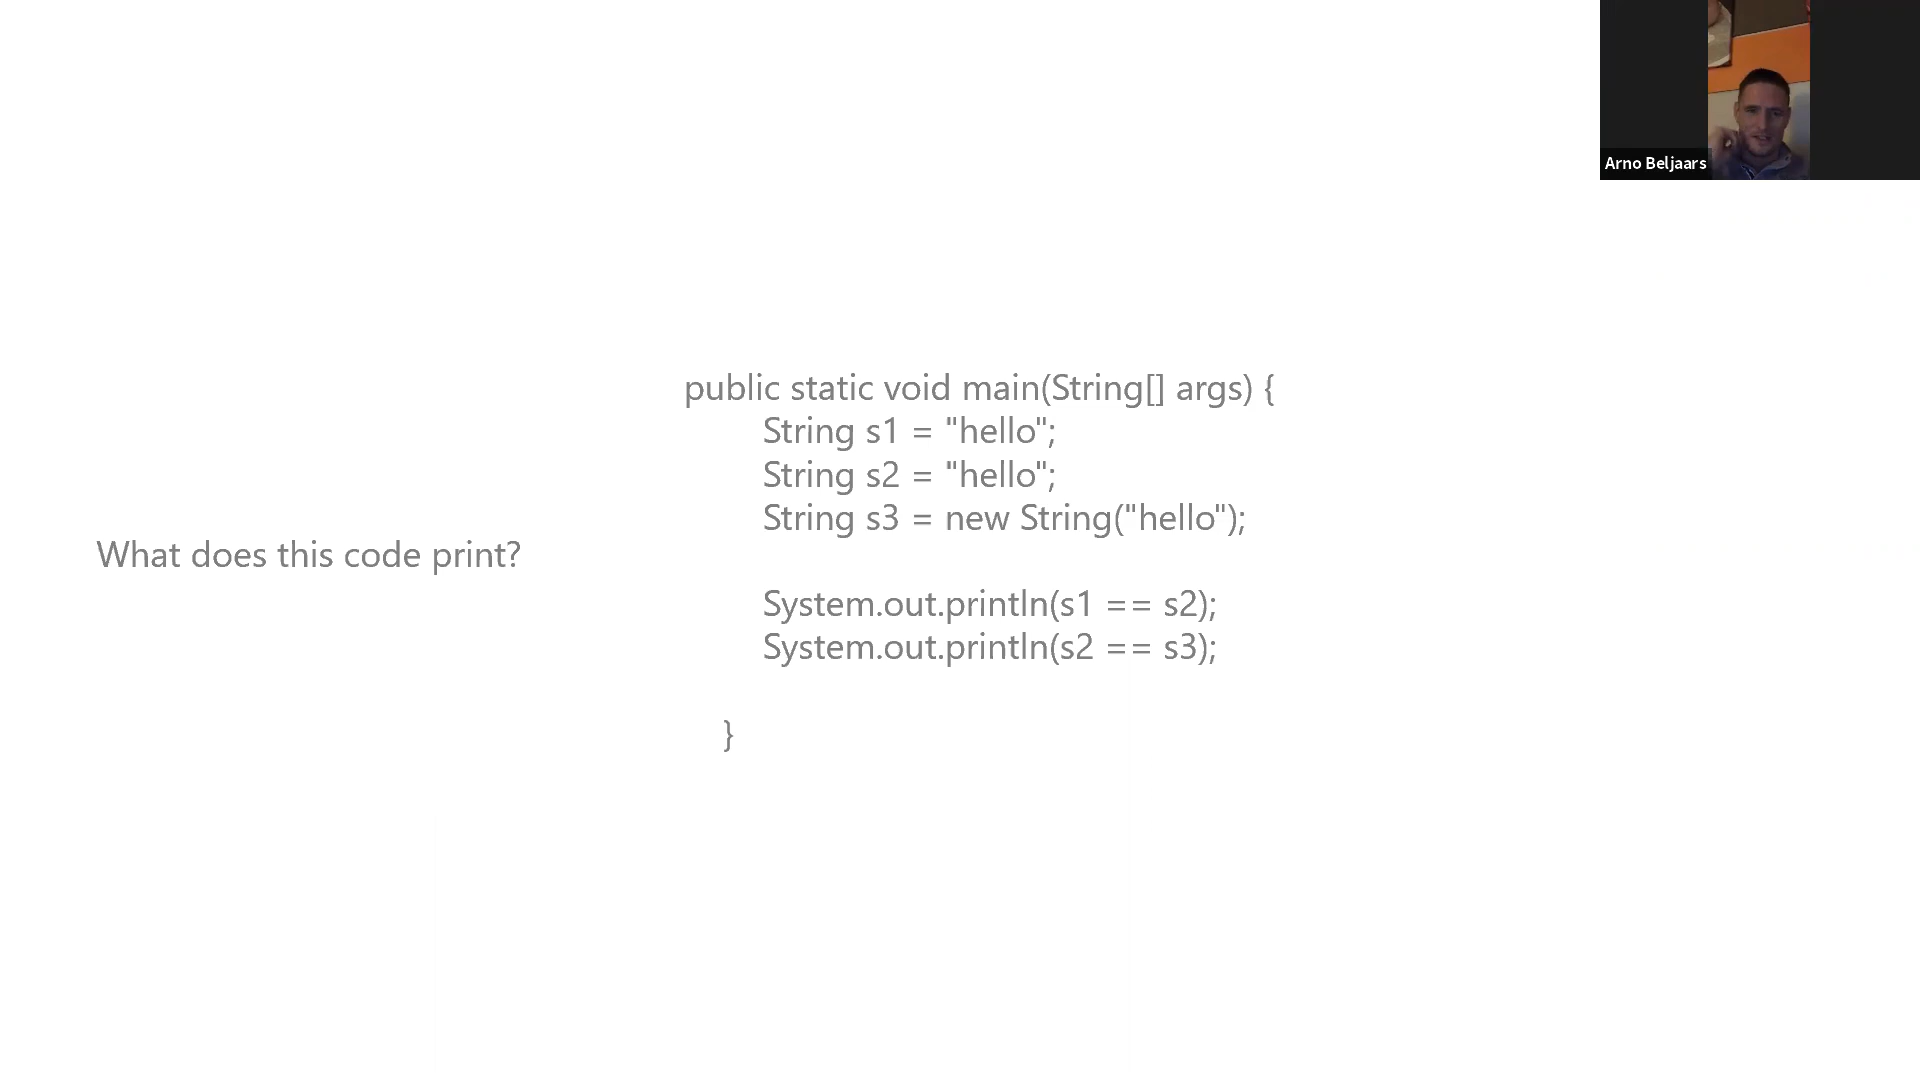 Arno Beljaars
What does this code print?
public static void main(String[] args) {
String s1 = "hello";
String s2 = "hello";
String s3 = new String("hello");
System.out.println(s1 == s2);
System.out.println(s2 == s3);
}